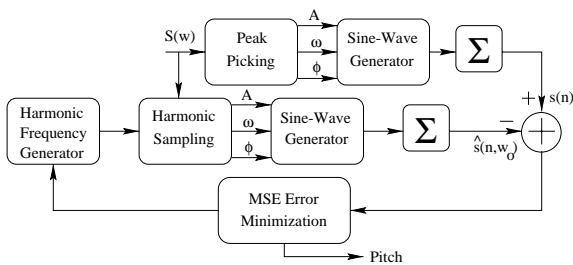 S(w)
Peak
Picking
A
ω
ϕ
Sine-Wave
Generator
Σ
+
s(n)
Harmonic
Frequency
Generator
Harmonic
Sampling
A
ω
ϕ
Sine-Wave
Generator
Σ
−
ŝ(n,w₀)
+
MSE Error
Minimization
Pitch